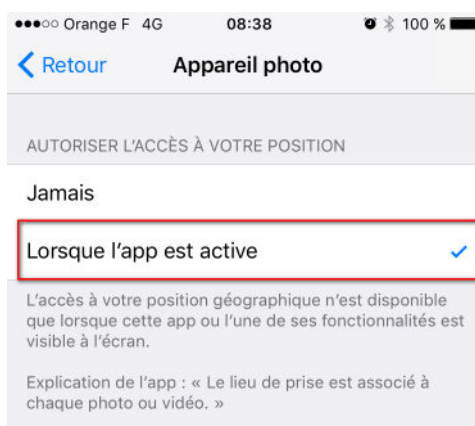 Orange F 4G 08:38 100 %
Retour Appareil photo
AUTORISER L'ACCÈS À VOTRE POSITION
Jamais
Lorsque l'app est active
L'accès à votre position géographique n'est disponible
que lorsque cette app ou l'une de ses fonctionnalités est
visible à l'écran.
Explication de l'app : « Le lieu de prise est associé à
chaque photo ou vidéo. »